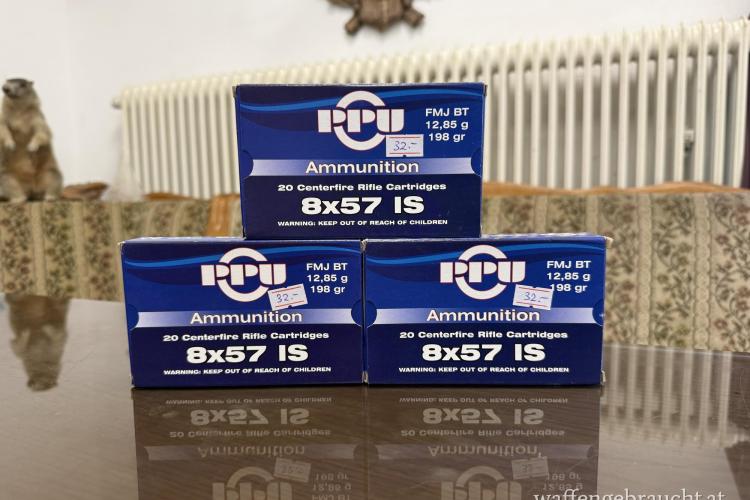 PPU
FMJ BT
12,85 g
198 gr
32.-
Ammunition
20 Centerfire Rifle Cartridges
8x57 IS
WARNING: KEEP OUT OF REACH OF CHILDREN
PPU
FMJ BT
12,85 g
198 gr
32.-
Ammunition
20 Centerfire Rifle Cartridges
8x57 IS
WARNING: KEEP OUT OF REACH OF CHILDREN
PPU
FMJ BT
12,85 g
198 gr
32.-
Ammunition
20 Centerfire Rifle Cartridges
8x57 IS
WARNING: KEEP OUT OF REACH OF CHILDREN
waffengebraucht.at